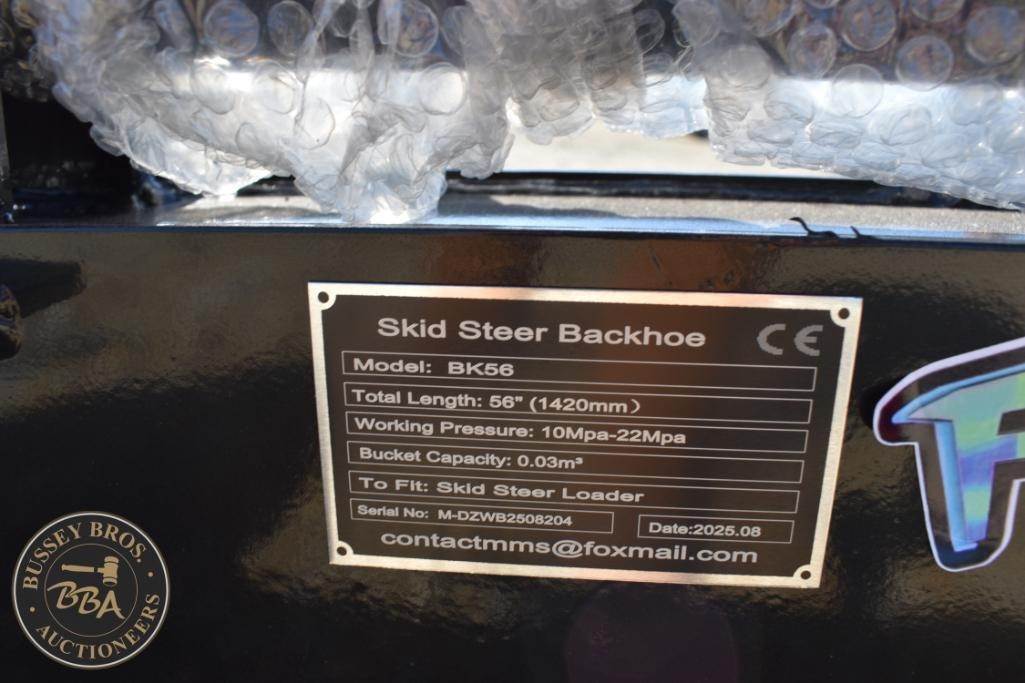 Skid Steer Backhoe CE
Model: BK56
Total Length: 56" (1420mm）
Working Pressure: 10Mpa-22Mpa
Bucket Capacity: 0.03m³
To Fit: Skid Steer Loader
Serial No: M-DZWB2508204 Date:2025.08
contactmms@foxmail.com
F
BUSSEY BROS.
BBA
AUCTIONEERS